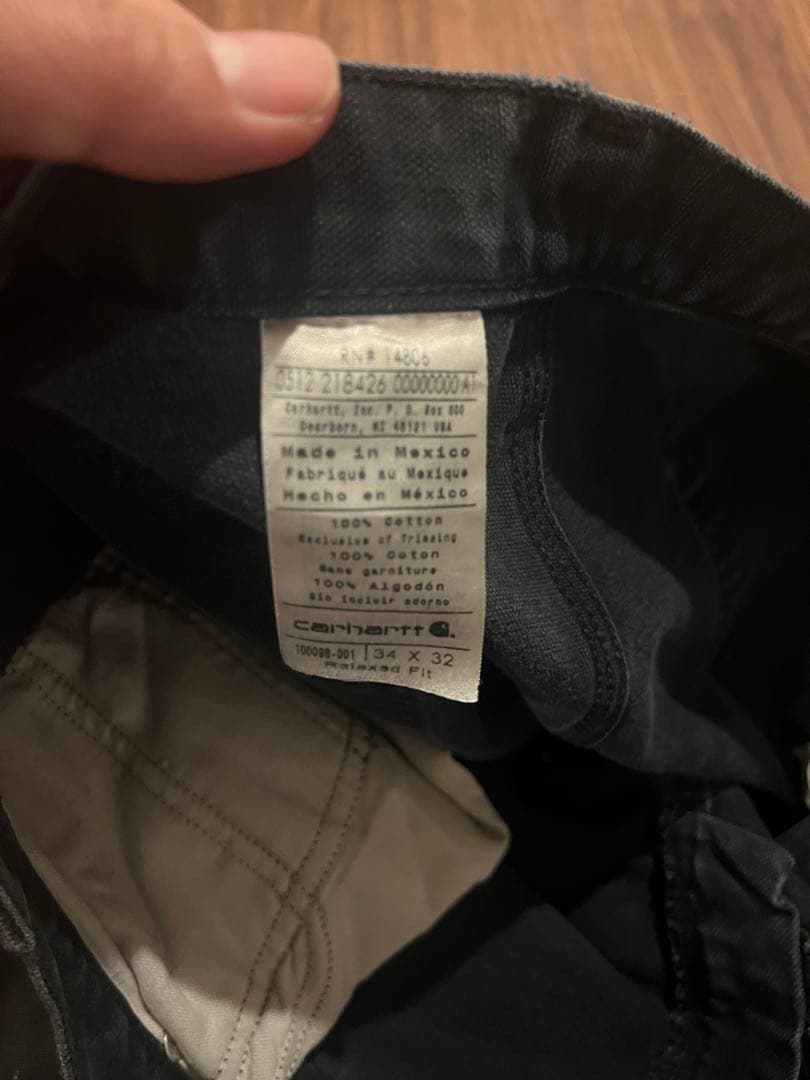 RN# 14806
0512 218426 00000000 A1
Carhartt, Inc. P. O. Box 600
Dearborn, MI 48121 USA
Made in Mexico
Fabriqué au Mexique
Hecho en México
100% Cotton
Exclusive of Trimming
100% Coton
Sans garniture
100% Algodón
Sin incluir adorno
carhartt
100098-001 34 X 32
Relaxed Fit